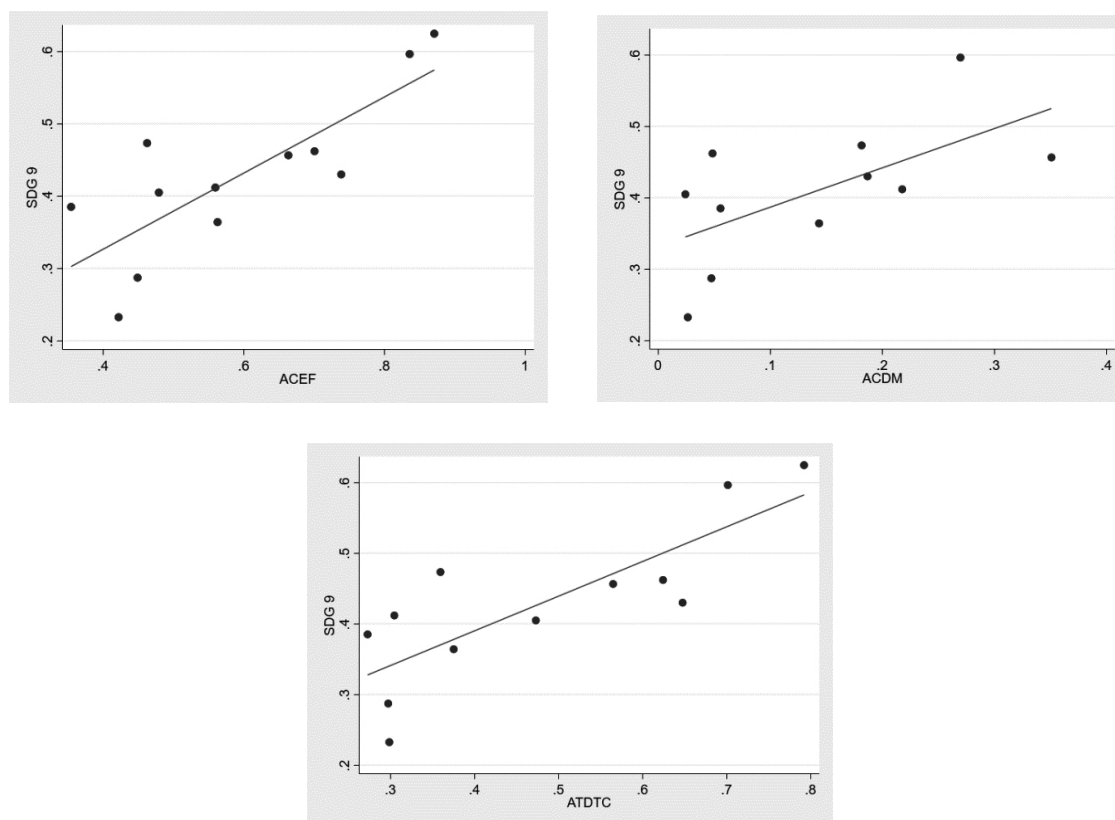 SDG 9
.2 .3 .4 .5 .6
.4 .6 .8 1
ACEF
SDG 9
.2 .3 .4 .5 .6
0 .1 .2 .3 .4
ACDM
SDG 9
.2 .3 .4 .5 .6
.3 .4 .5 .6 .7 .8
ATDTC